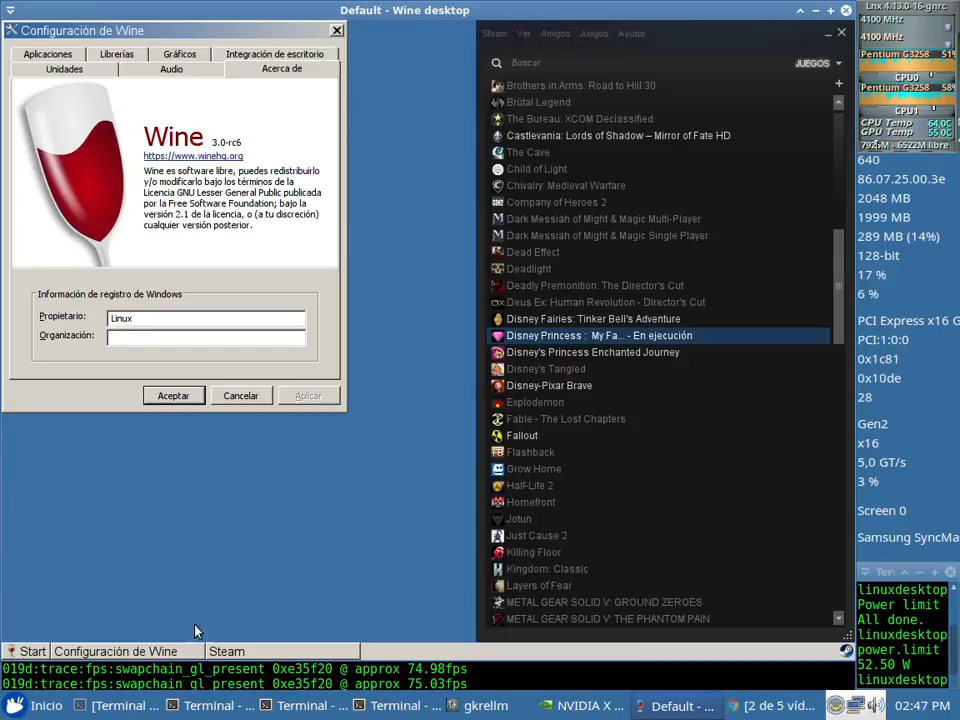 Default - Wine desktop
Configuración de Wine
Aplicaciones Librerías Gráficos Integración de escritorio
Unidades Audio Acerca de
Wine 3.0-rc6
https://www.winehq.org
Wine es software libre, puedes redistribuirlo
y/o modificarlo bajo los términos de la
Licencia GNU Lesser General Public publicada
por la Free Software Foundation; bajo la
versión 2.1 de la licencia, o (a tu discreción)
cualquier versión posterior.
Información de registro de Windows
Propietario: Linux
Organización:
Aceptar Cancelar Aplicar
Steam Ver Amigos Juegos Ayuda
Buscar JUEGOS
Brothers in Arms: Road to Hill 30
Brütal Legend
The Bureau: XCOM Declassified
Castlevania: Lords of Shadow – Mirror of Fate HD
The Cave
Child of Light
Chivalry: Medieval Warfare
Company of Heroes 2
Dark Messiah of Might & Magic Multi-Player
Dark Messiah of Might & Magic Single Player
Dead Effect
Deadlight
Deadly Premonition: The Director's Cut
Deus Ex: Human Revolution - Director's Cut
Disney Fairies: Tinker Bell's Adventure
Disney Princess : My Fa... - En ejecución
Disney's Princess Enchanted Journey
Disney's Tangled
Disney-Pixar Brave
Explodemon
Fable - The Lost Chapters
Fallout
Flashback
Grow Home
Half-Life 2
Homefront
Jotun
Just Cause 2
Killing Floor
Kingdom: Classic
Layers of Fear
METAL GEAR SOLID V: GROUND ZEROES
METAL GEAR SOLID V: THE PHANTOM PAIN
Lnx 4.13.0-16-gnrc
4100 MHz
4100 MHz
Pentium G3258 51%
CPU0
Pentium G3258 58%
CPU1
CPU Temp 64.0C
GPU Temp 55.0C
6522M libre
640
86.07.25.00.3e
2048 MB
1999 MB
289 MB (14%)
128-bit
17 %
6 %
PCI Express x16 G
PCI:1:0:0
0x1c81
0x10de
28
Gen2
x16
5,0 GT/s
3 %
Screen 0
Samsung SyncMa
Ter
linuxdesktop
Power limit
All done.
linuxdesktop
power.limit
52.50 W
linuxdesktop
Start Configuración de Wine Steam
019d:trace:fps:swapchain_gl_present 0xe35f20 @ approx 74.98fps
019d:trace:fps:swapchain_gl_present 0xe35f20 @ approx 75.03fps
Inicio [Terminal ... Terminal - ... Terminal - ... Terminal - ... gkrellm NVIDIA X ... Default - ... [2 de 5 víd... 02:47 PM